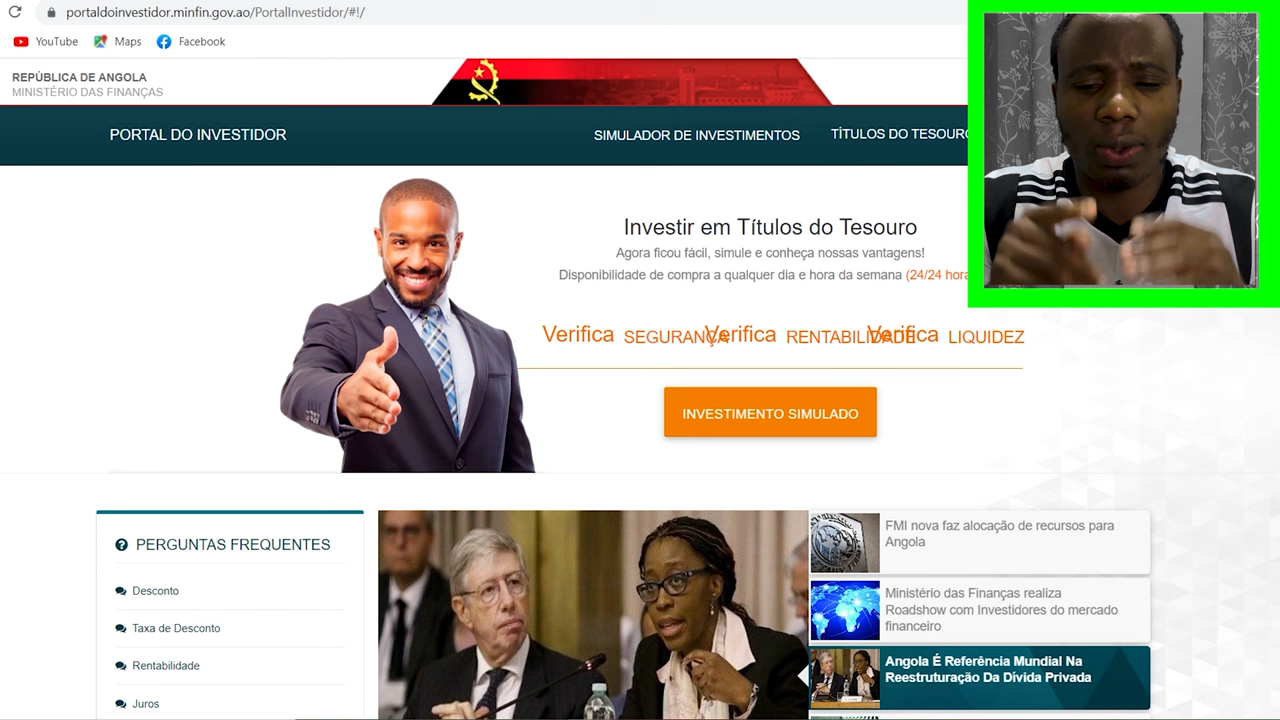 portaldoinvestidor.minfin.gov.ao/PortalInvestidor/#!/
YouTube
Maps
Facebook
REPÚBLICA DE ANGOLA
MINISTÉRIO DAS FINANÇAS
PORTAL DO INVESTIDOR
SIMULADOR DE INVESTIMENTOS
TÍTULOS DO TESOURO
Investir em Títulos do Tesouro
Agora ficou fácil, simule e conheça nossas vantagens!
Disponibilidade de compra a qualquer dia e hora da semana (24/24 hora
Verifica SEGURANÇA
Verifica RENTABILIDADE
Verifica LIQUIDEZ
INVESTIMENTO SIMULADO
PERGUNTAS FREQUENTES
Desconto
Taxa de Desconto
Rentabilidade
Juros
FMI nova faz alocação de recursos para
Angola
Ministério das Finanças realiza
Roadshow com Investidores do mercado
financeiro
Angola É Referência Mundial Na
Reestruturação Da Dívida Privada